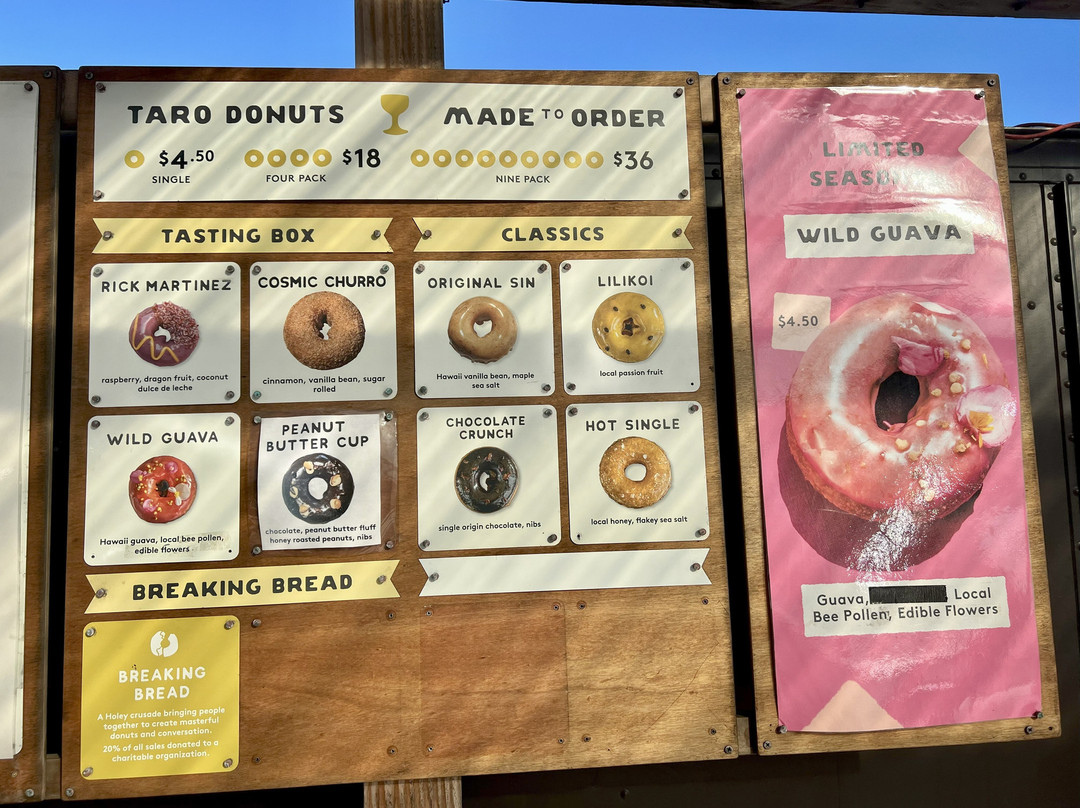 TARO DONUTS
MADE TO ORDER
$4.50
SINGLE
$18
FOUR PACK
$36
NINE PACK
TASTING BOX
CLASSICS
RICK MARTINEZ
raspberry, dragon fruit, coconut
dulce de leche
COSMIC CHURRO
cinnamon, vanilla bean, sugar
rolled
ORIGINAL SIN
Hawaii vanilla bean, maple
sea salt
LILIKOI
local passion fruit
WILD GUAVA
Hawaii guava, local bee pollen,
edible flowers
PEANUT
BUTTER CUP
chocolate, peanut butter fluff
honey roasted peanuts, nibs
CHOCOLATE
CRUNCH
single origin chocolate, nibs
HOT SINGLE
local honey, flakey sea salt
BREAKING BREAD
BREAKING
BREAD
A Holey crusade bringing people
together to create masterful
donuts and conversation.
20% of all sales donated to a
charitable organization.
LIMITED
WILD GUAVA
$4.50
Guava, , Local
Bee Pollen, Edible Flowers